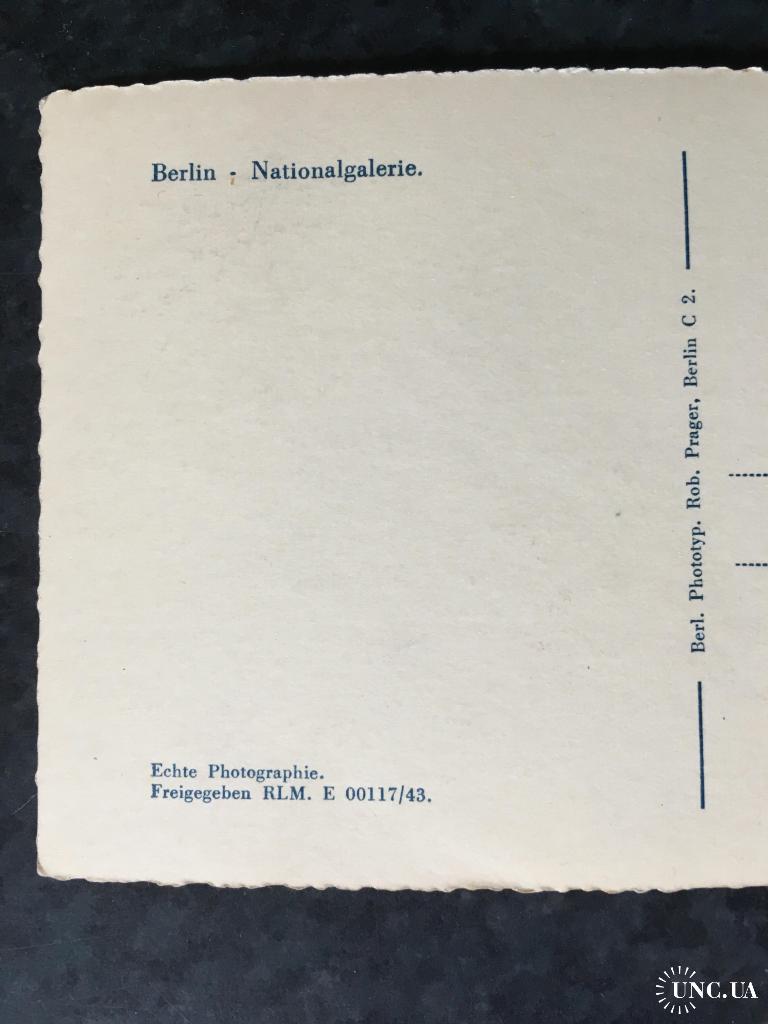 Berlin - Nationalgalerie.
Berl. Phototyp. Rob. Prager, Berlin C 2.
Echte Photographie.
Freigegeben RLM. E 00117/43.
UNC.UA